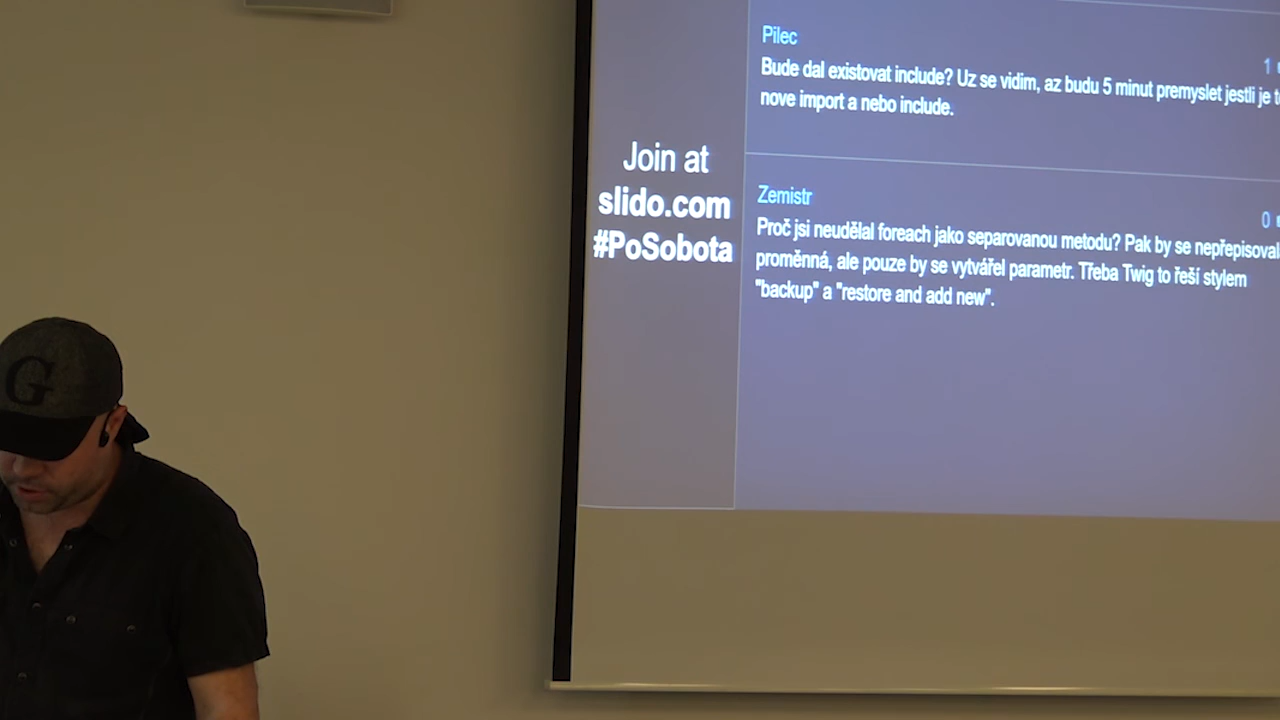 Pilec
1
Bude dal existovat include? Uz se vidim, az budu 5 minut premyslet jestli je
nove import a nebo include.
Join at
slido.com
#PoSobota
Zemistr
0
Proč jsi neudělal foreach jako separovanou metodu? Pak by se nepřepisoval
proměnná, ale pouze by se vytvářel parametr. Třeba Twig to řeší stylem
"backup" a "restore and add new".
G